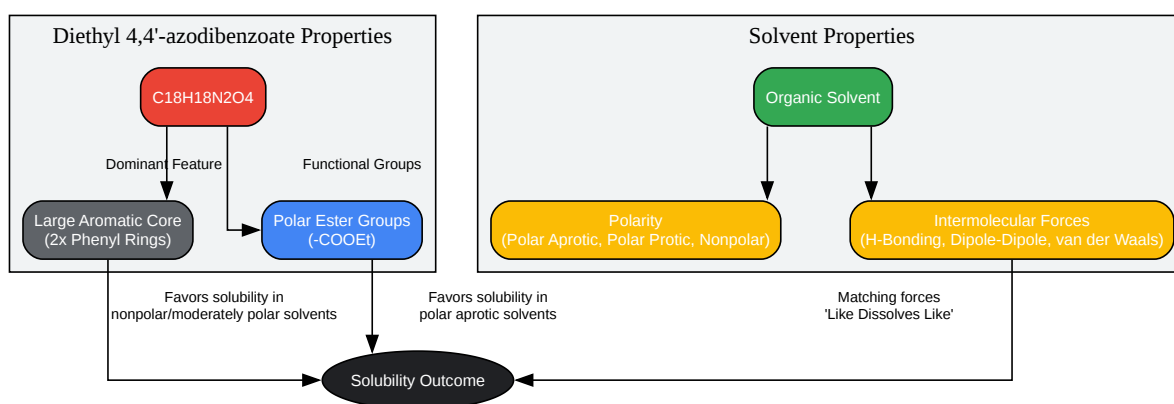 Diethyl 4,4'-azodibenzoate Properties
Solvent Properties
C18H18N2O4
Organic Solvent
Dominant Feature
Functional Groups
Large Aromatic Core
(2x Phenyl Rings)
Polar Ester Groups
(-COOEt)
Polarity
(Polar Aprotic, Polar Protic, Nonpolar)
Intermolecular Forces
(H-Bonding, Dipole-Dipole, van der Waals)
Favors solubility in
nonpolar/moderately polar solvents
Favors solubility in
polar aprotic solvents
Matching forces
'Like Dissolves Like'
Solubility Outcome